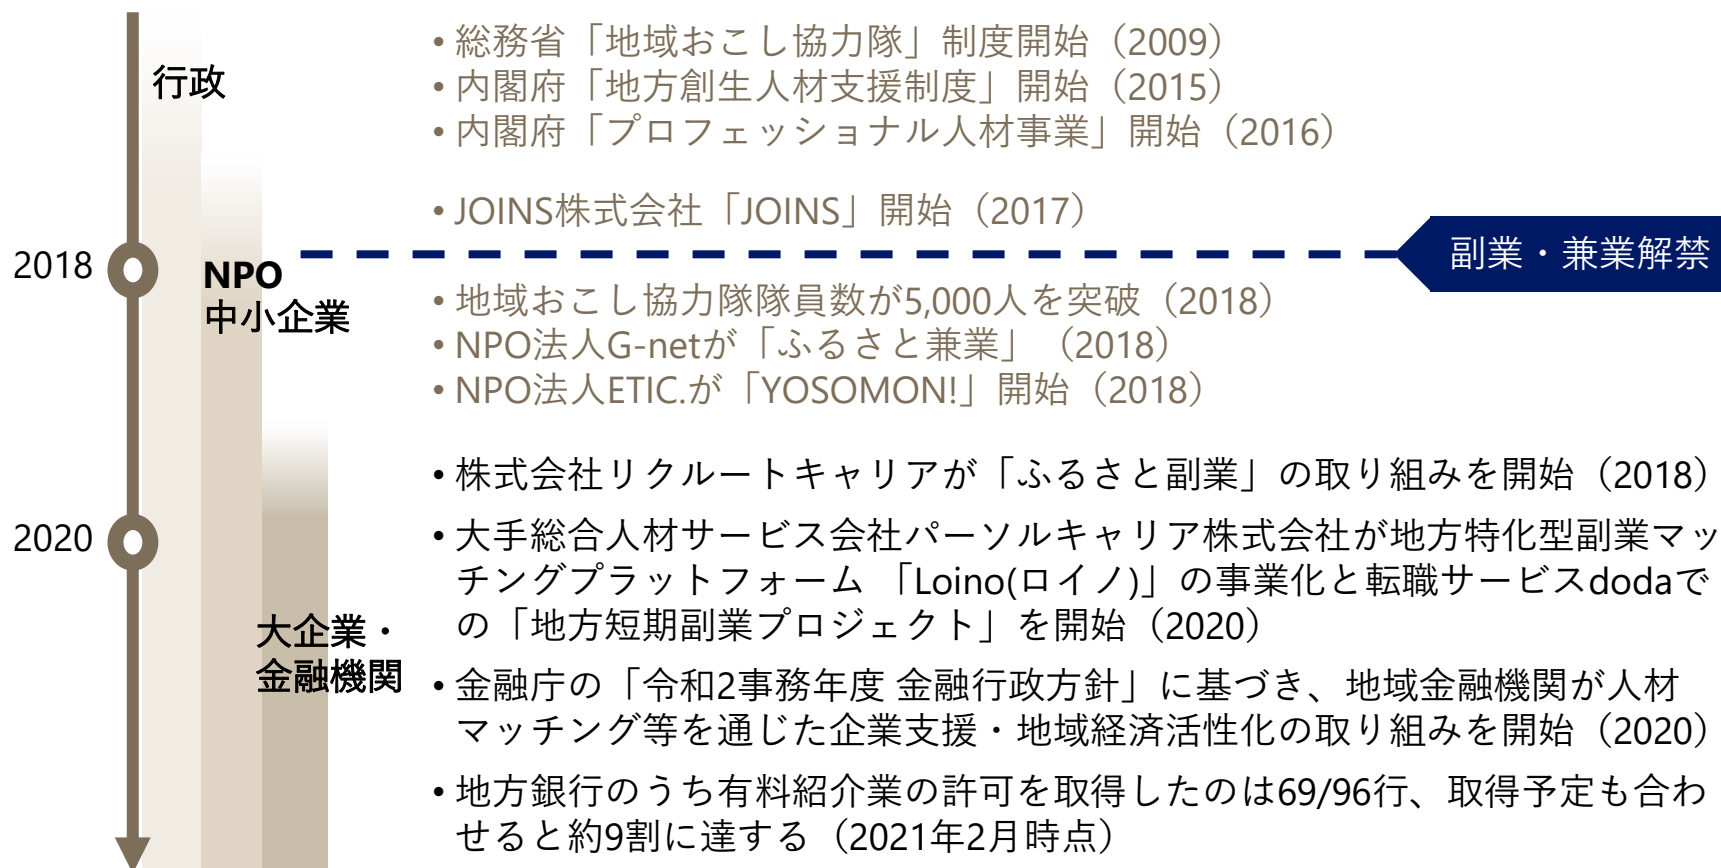 行政
• 総務省「地域おこし協力隊」制度開始（2009）
• 内閣府「地方創生人材支援制度」開始（2015）
• 内閣府「プロフェッショナル人材事業」開始（2016）
• JOINS株式会社「JOINS」開始（2017）
2018
副業・兼業解禁
NPO
中小企業
• 地域おこし協力隊隊員数が5,000人を突破（2018）
• NPO法人G-netが「ふるさと兼業」（2018）
• NPO法人ETIC.が「YOSOMON!」開始（2018）
• 株式会社リクルートキャリアが「ふるさと副業」の取り組みを開始（2018）
2020
• 大手総合人材サービス会社パーソルキャリア株式会社が地方特化型副業マッ
チングプラットフォーム 「Loino(ロイノ)」の事業化と転職サービスdodaで
の「地方短期副業プロジェクト」を開始（2020）
大企業・
金融機関
• 金融庁の「令和2事務年度 金融行政方針」に基づき、地域金融機関が人材
マッチング等を通じた企業支援・地域経済活性化の取り組みを開始（2020）
• 地方銀行のうち有料紹介業の許可を取得したのは69/96行、取得予定も合わ
せると約9割に達する（2021年2月時点）